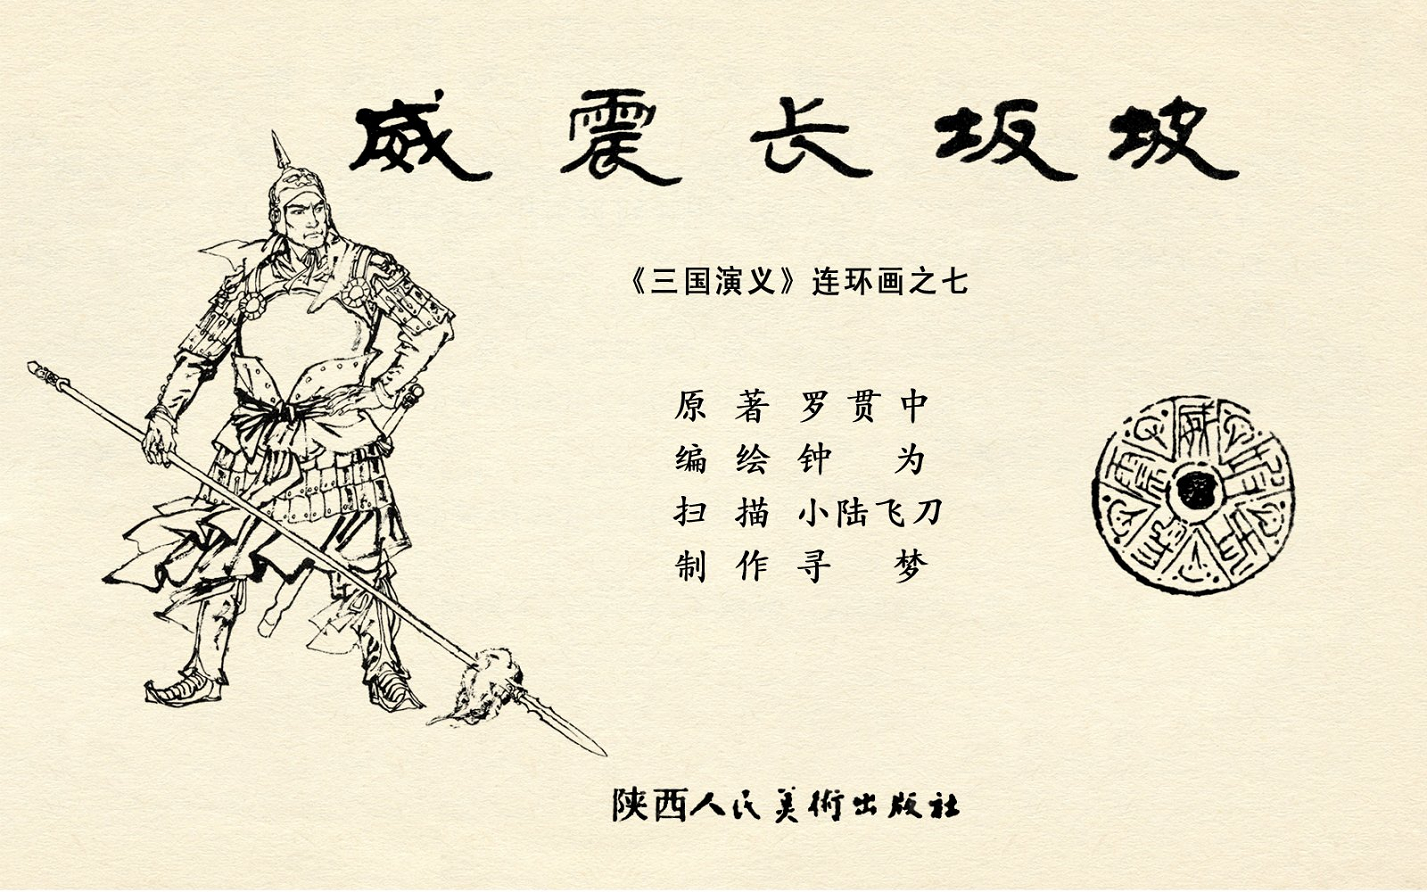 威震长坂坡
《三国演义》连环画之七
原著 罗贯中
编绘 钟为
扫描 小陆飞刀
制作 寻梦
陕西人民美術出版社